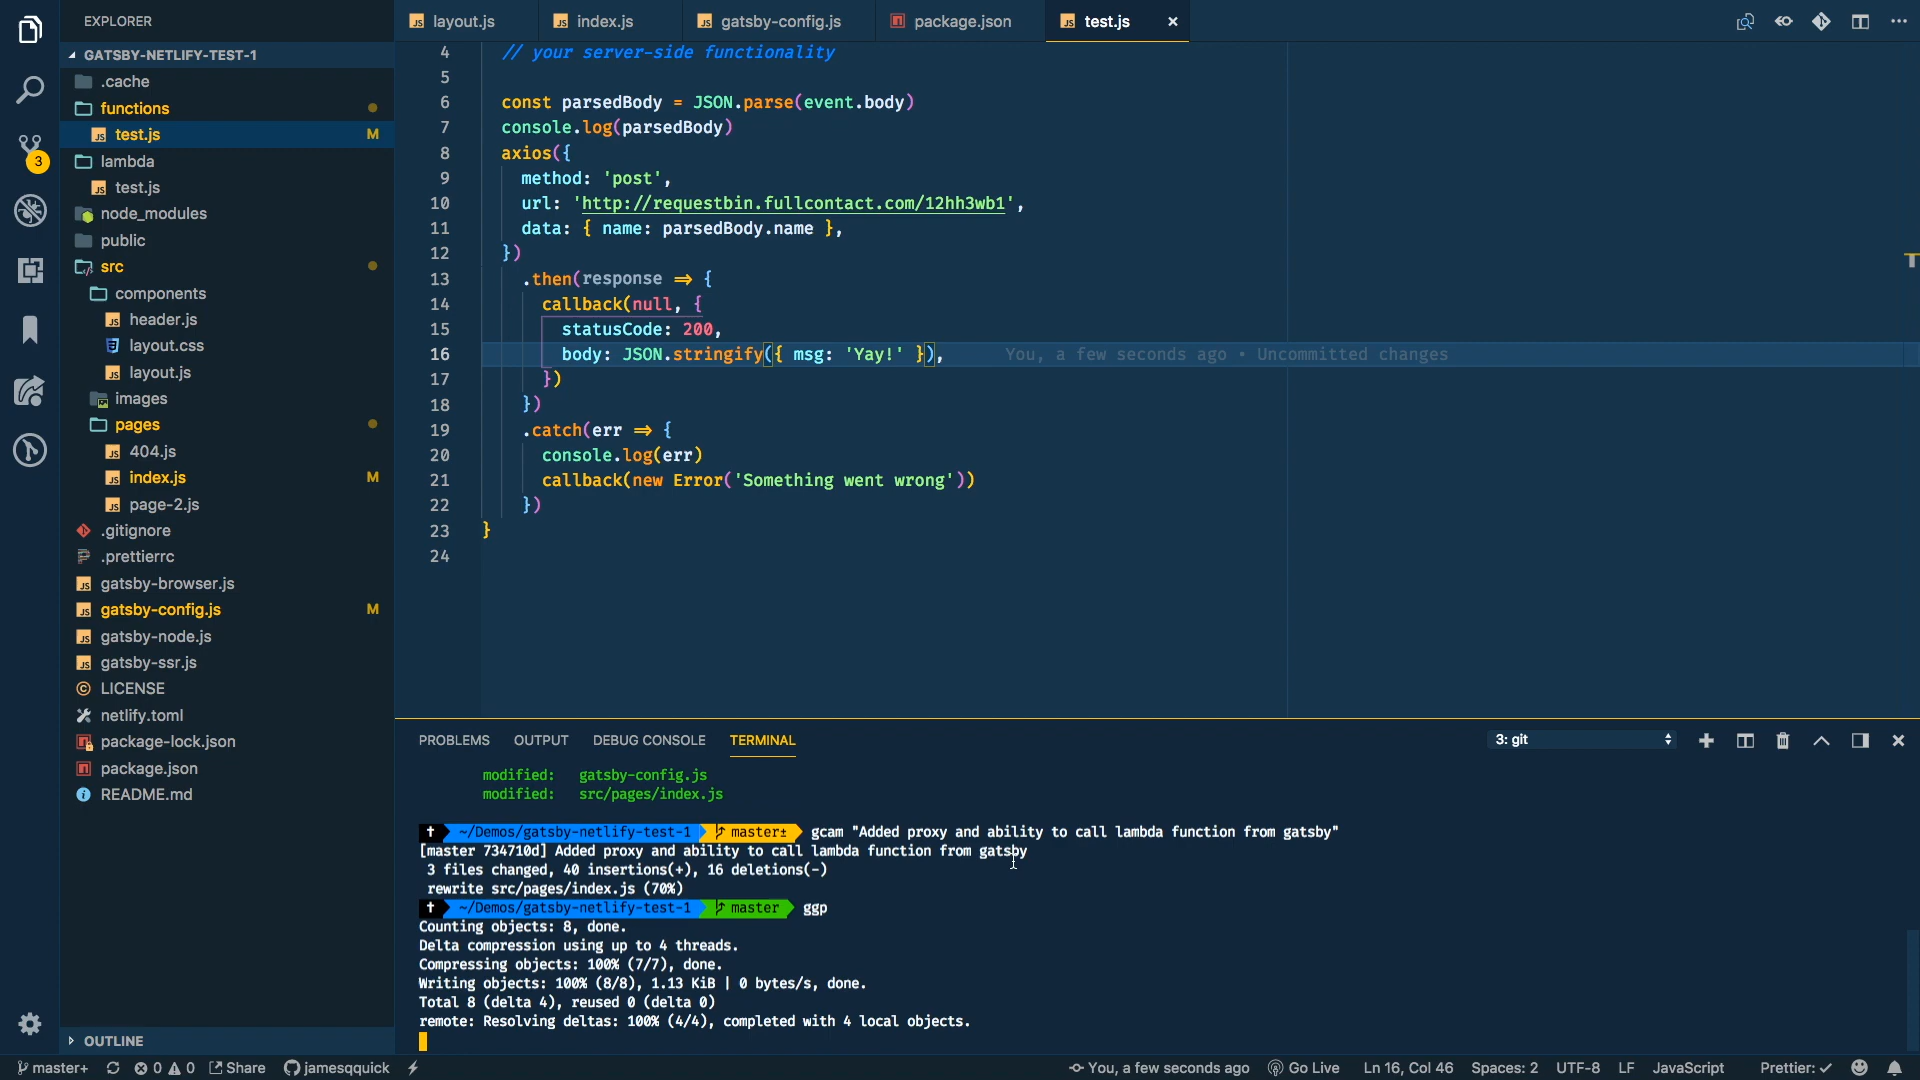 EXPLORER
GATSBY-NETLIFY-TEST-1
.cache
functions
test.js M
lambda
test.js
node_modules
public
src
components
header.js
layout.css
layout.js
images
pages
404.js
index.js M
page-2.js
.gitignore
.prettierrc
gatsby-browser.js
gatsby-config.js M
gatsby-node.js
gatsby-ssr.js
LICENSE
netlify.toml
package-lock.json
package.json
README.md
OUTLINE
3
layout.js index.js gatsby-config.js package.json test.js ×
4 // your server-side functionality
5
6 const parsedBody = JSON.parse(event.body)
7 console.log(parsedBody)
8 axios({
9 method: 'post',
10 url: 'http://requestbin.fullcontact.com/12hh3wb1',
11 data: { name: parsedBody.name },
12 })
13 .then(response => {
14 callback(null, {
15 statusCode: 200,
16 body: JSON.stringify({ msg: 'Yay!' }), You, a few seconds ago • Uncommitted changes
17 })
18 })
19 .catch(err => {
20 console.log(err)
21 callback(new Error('Something went wrong'))
22 })
23 }
24
PROBLEMS OUTPUT DEBUG CONSOLE TERMINAL 3: git
modified: gatsby-config.js
modified: src/pages/index.js
† ~/Demos/gatsby-netlify-test-1 master± gcam "Added proxy and ability to call lambda function from gatsby"
[master 734710d] Added proxy and ability to call lambda function from gatsby
3 files changed, 40 insertions(+), 16 deletions(-)
rewrite src/pages/index.js (70%)
† ~/Demos/gatsby-netlify-test-1 master ggp
Counting objects: 8, done.
Delta compression using up to 4 threads.
Compressing objects: 100% (7/7), done.
Writing objects: 100% (8/8), 1.13 KiB | 0 bytes/s, done.
Total 8 (delta 4), reused 0 (delta 0)
remote: Resolving deltas: 100% (4/4), completed with 4 local objects.
master+ 0 0 Share jamesqquick You, a few seconds ago Go Live Ln 16, Col 46 Spaces: 2 UTF-8 LF JavaScript Prettier: ✓